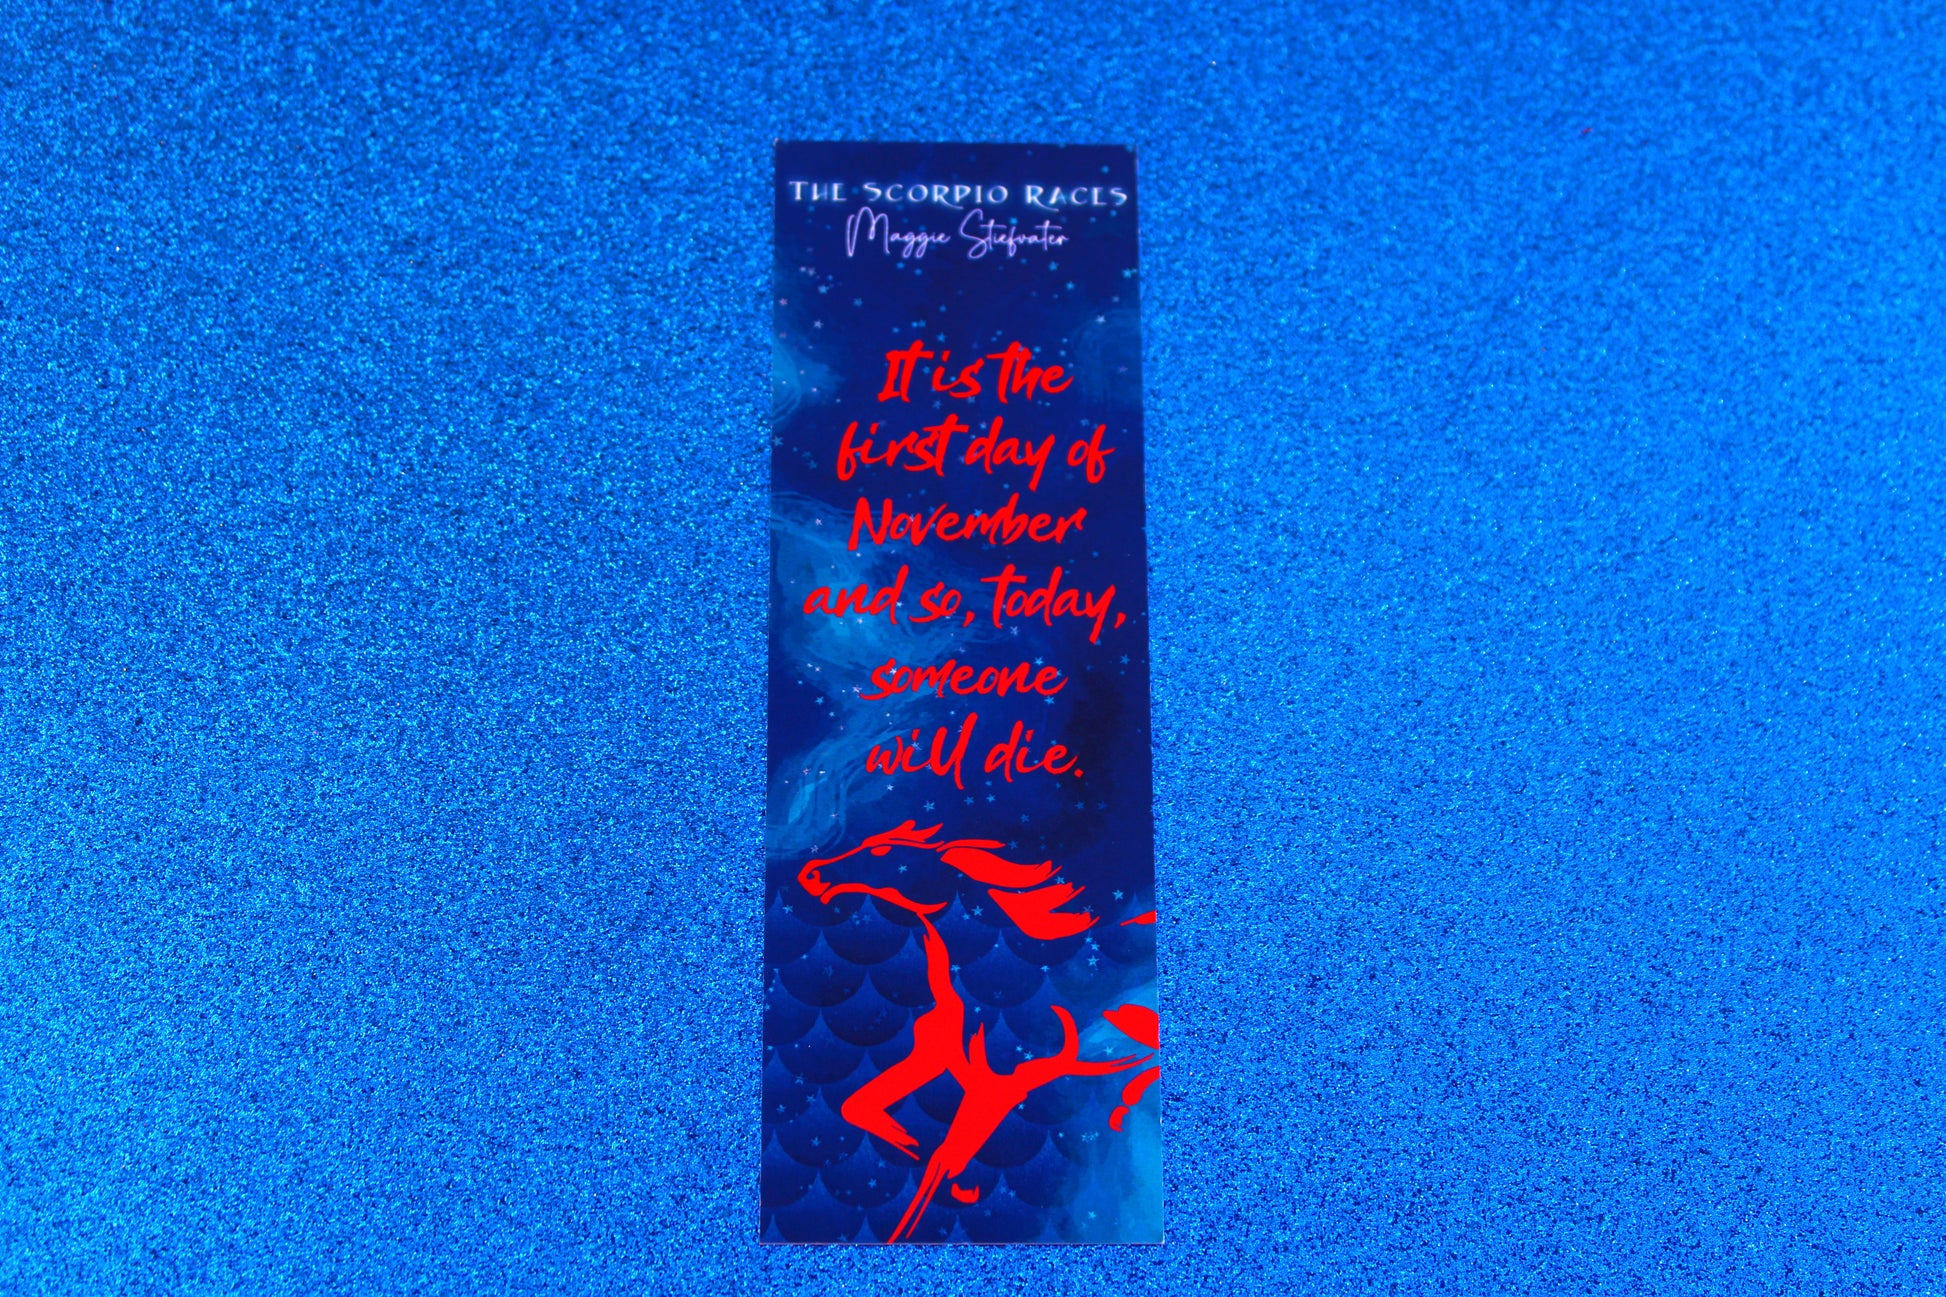 THE SCORPIO RACES
Maggie Stiefvater
It is the
first day of
November
and so, today,
someone
will die.